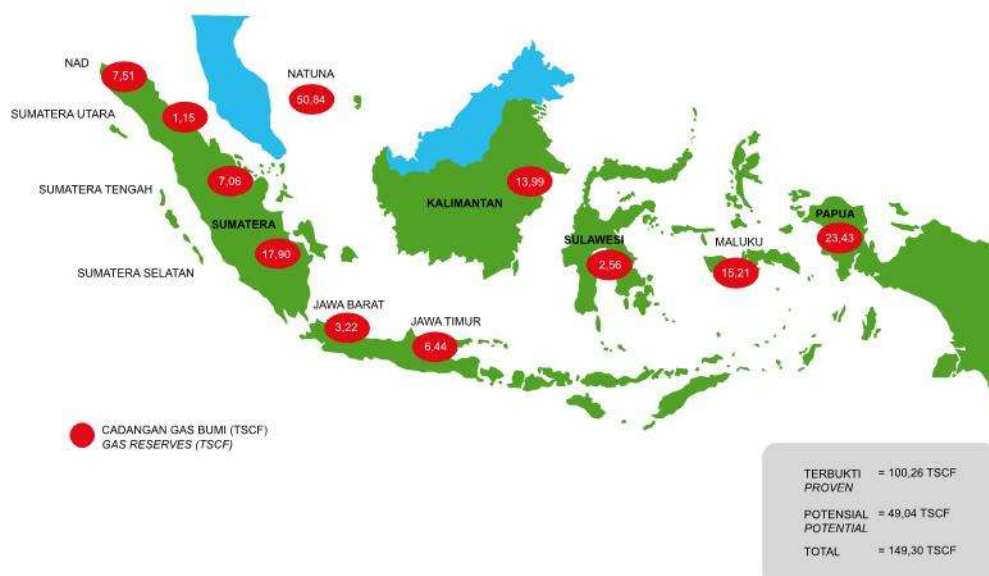 NAD
7,51
NATUNA
50,84
SUMATERA UTARA
1,15
SUMATERA TENGAH
7,06
KALIMANTAN
13,99
SUMATERA
17,90
SUMATERA SELATAN
SULAWESI
2,56
MALUKU
15,21
PAPUA
23,43
JAWA BARAT
3,22
JAWA TIMUR
6,44
CADANGAN GAS BUMI (TSCF)
GAS RESERVES (TSCF)
TERBUKTI = 100,26 TSCF
PROVEN
POTENSIAL = 49,04 TSCF
POTENTIAL
TOTAL = 149,30 TSCF